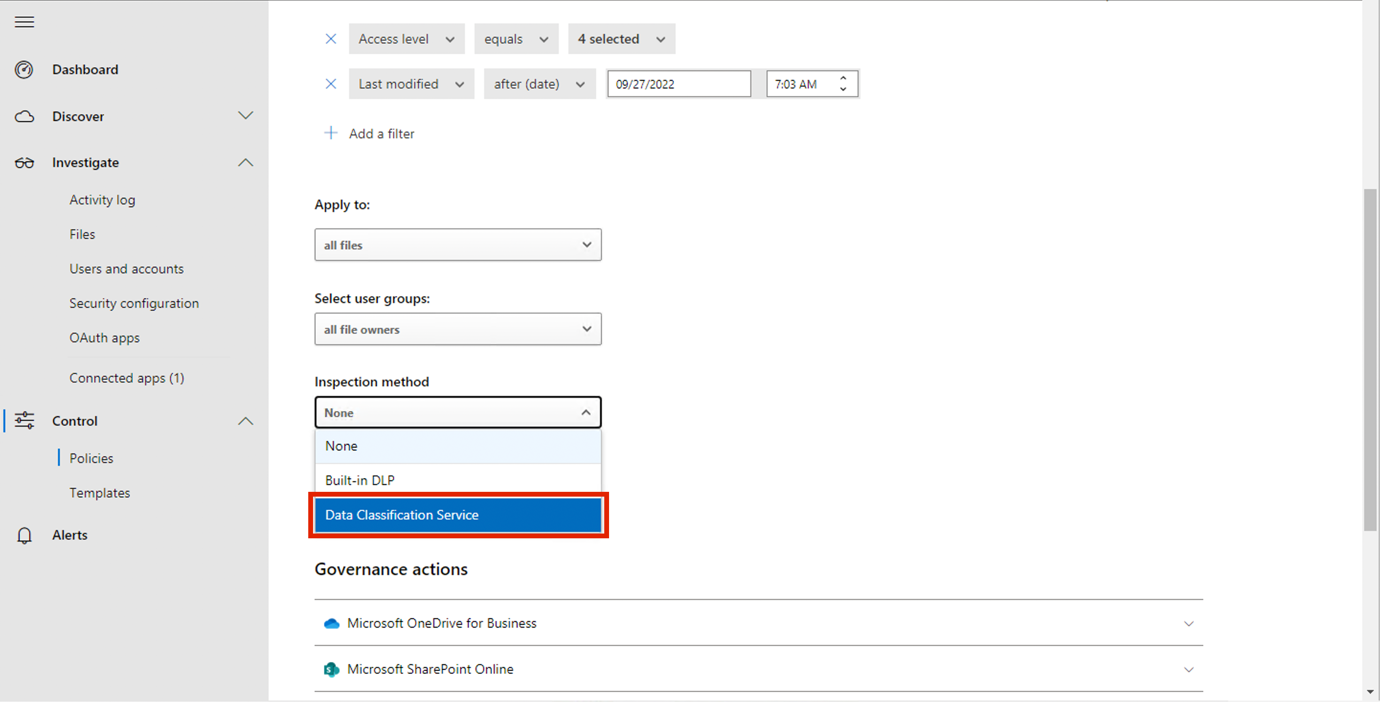 Dashboard
Discover
Investigate
Activity log
Files
Users and accounts
Security configuration
OAuth apps
Connected apps (1)
Control
Policies
Templates
Alerts
Access level equals 4 selected
Last modified after (date) 09/27/2022 7:03 AM
Add a filter
Apply to:
all files
Select user groups:
all file owners
Inspection method
None
None
Built-in DLP
Data Classification Service
Governance actions
Microsoft OneDrive for Business
Microsoft SharePoint Online